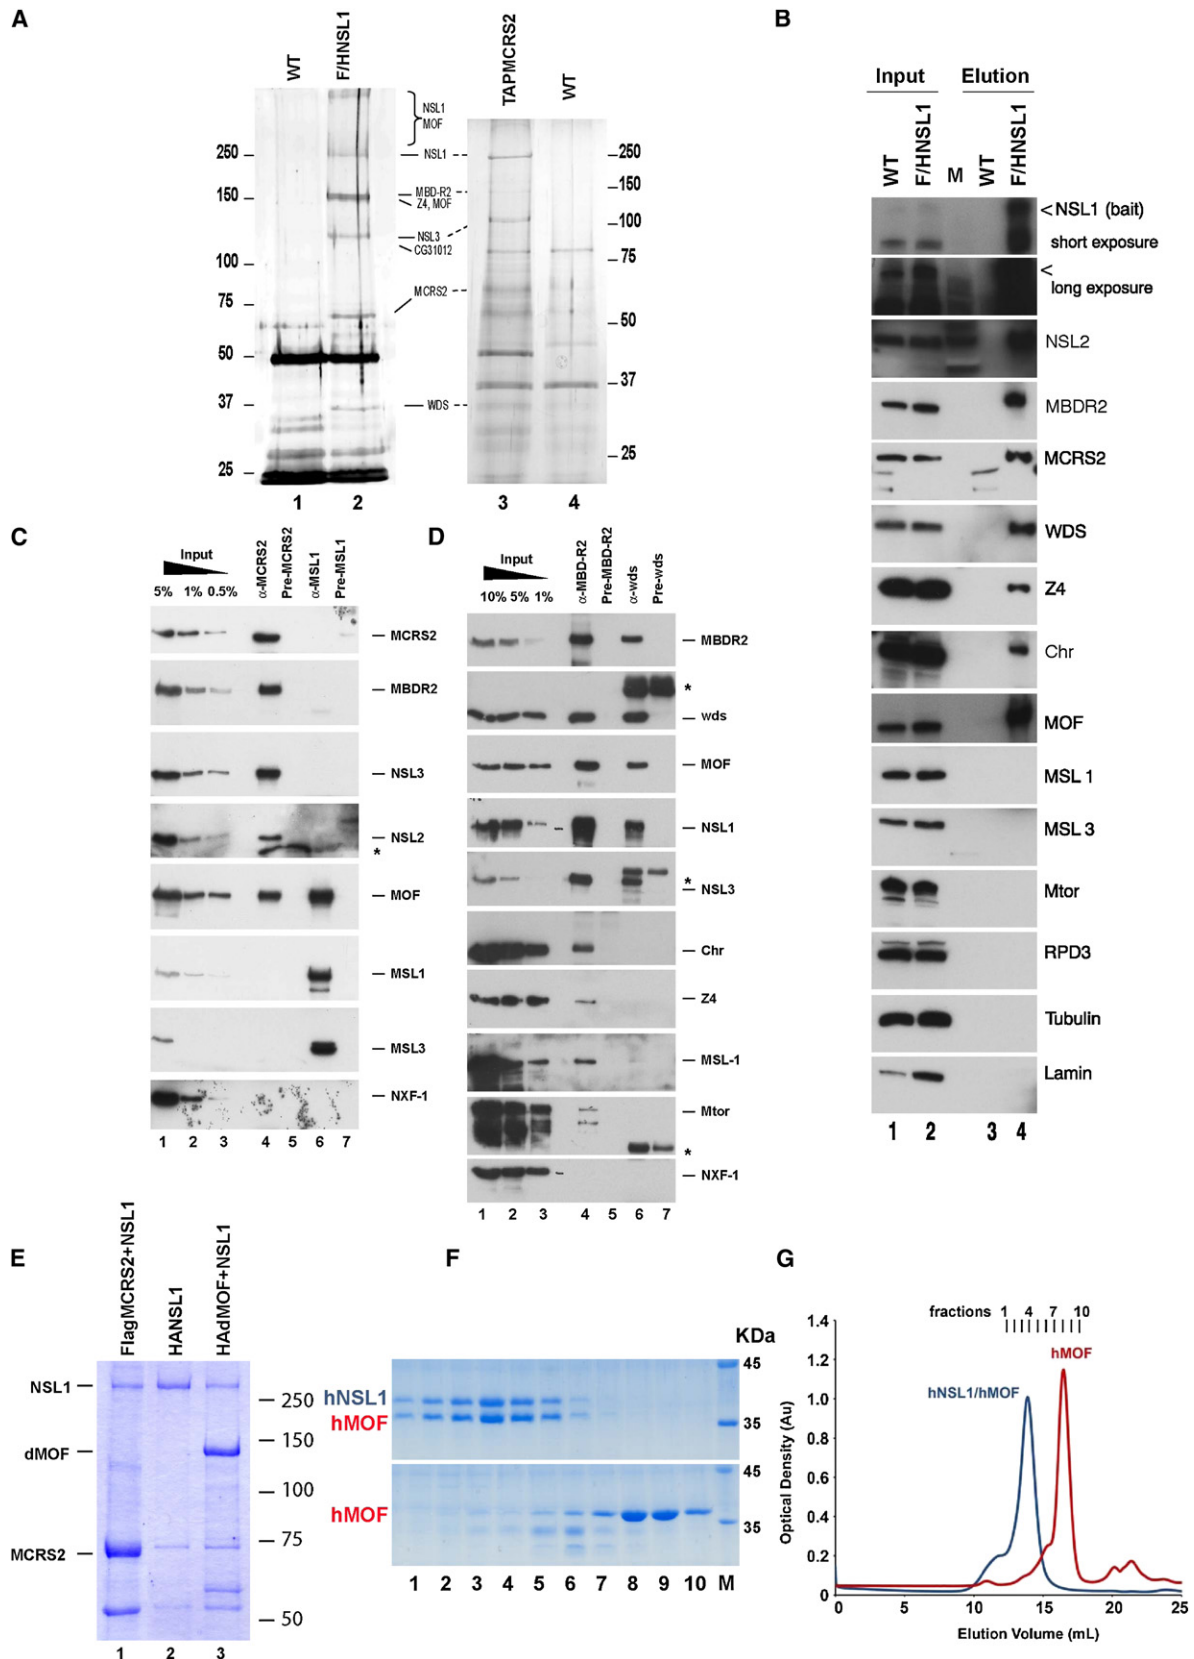 A
WT
F/HNSL1
NSL1
MOF
250
NSL1
150
MBD-R2
Z4, MOF
NSL3
CG31012
100
75
MCRS2
50
37
WDS
25
1 2
TAPMCRS2
WT
250
150
100
75
50
37
25
3 4
B
Input Elution
WT
F/HNSL1
M
WT
F/HNSL1
< NSL1 (bait)
short exposure
<
long exposure
NSL2
MBDR2
MCRS2
WDS
Z4
Chr
MOF
MSL 1
MSL 3
Mtor
RPD3
Tubulin
Lamin
1 2 3 4
C
Input
5% 1% 0.5%
α-MCRS2
Pre-MCRS2
α-MSL1
Pre-MSL1
MCRS2
MBDR2
NSL3
NSL2
*
MOF
MSL1
MSL3
NXF-1
1 2 3 4 5 6 7
D
Input
10% 5% 1%
α-MBD-R2
Pre-MBD-R2
α-wds
Pre-wds
MBDR2
*
wds
MOF
NSL1
*
NSL3
Chr
Z4
MSL-1
Mtor
*
NXF-1
1 2 3 4 5 6 7
E
FlagMCRS2+NSL1
HANSL1
HAdMOF+NSL1
NSL1
dMOF
MCRS2
250
150
100
75
50
1 2 3
F
KDa
hNSL1
hMOF
45
35
hMOF
45
35
1 2 3 4 5 6 7 8 9 10 M
G
fractions 1 4 7 10
hMOF
hNSL1/hMOF
Optical Density (Au)
1.4
1.2
1.0
0.8
0.6
0.4
0.2
0
0 5 10 15 20 25
Elution Volume (mL)